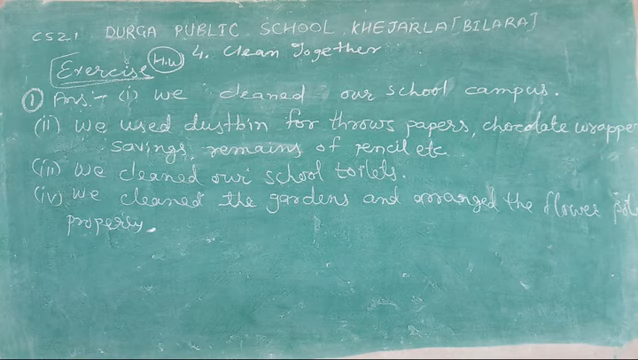 CS21 DURGA PUBLIC SCHOOL KHEJARLA [BILARA]
Exercise H.W 4. Clean Together
① Ans:- (i) We cleaned our school campus.
(ii) We used dustbin for throws papers, chocolate wrapper
savings, remains of pencil etc
(iii) We cleaned our school toilets.
(iv) We cleaned the gardens and arranged the flower
properly.